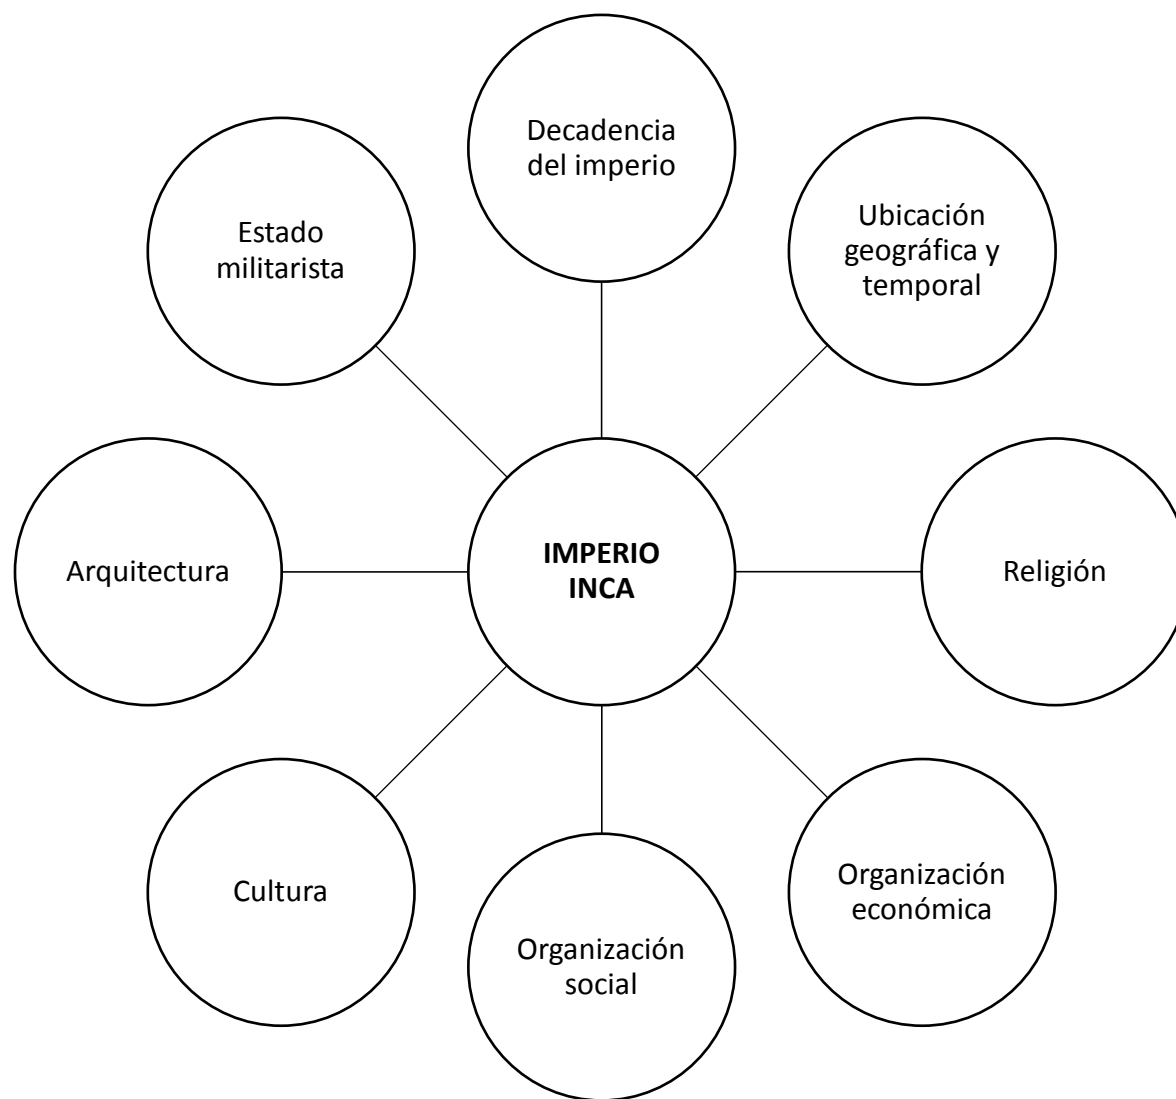 Decadencia
del imperio
Estado
militarista
Ubicación
geográfica y
temporal
Arquitectura
IMPERIO
INCA
Religión
Cultura
Organización
social
Organización
económica